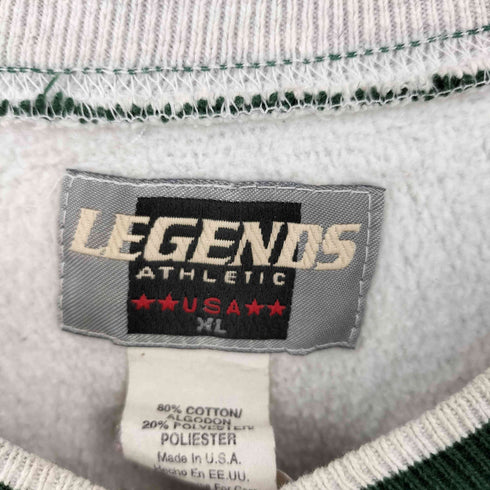 LEGENDS
ATHLETIC
★★USA★★
XL
80% COTTON/
ALGODON
20% POLYESTER/
POLIESTER
Made in U.S.A.
Hecho En EE.UU.